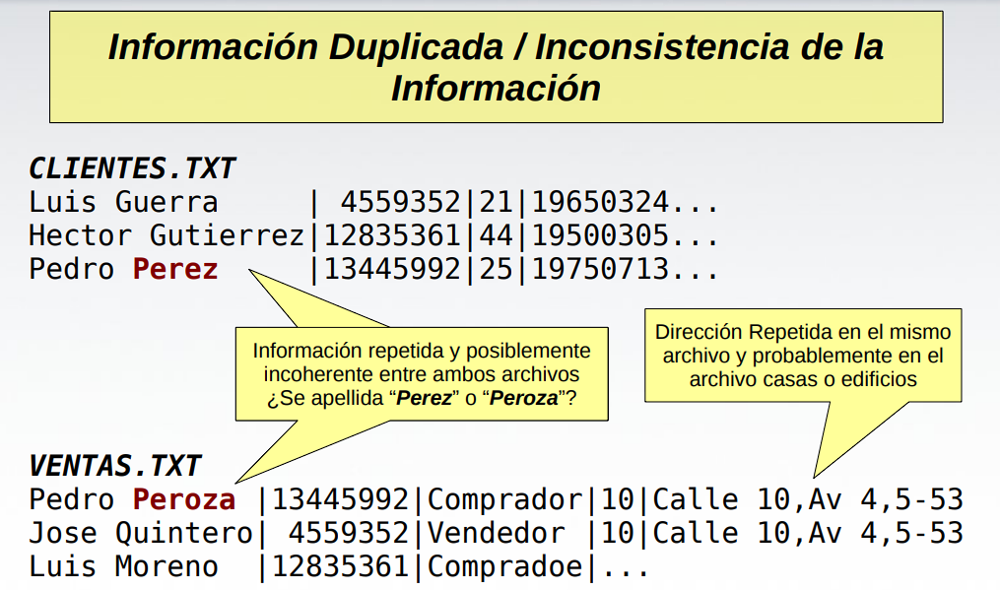 Información Duplicada / Inconsistencia de la
Información
CLIENTES.TXT
Luis Guerra     | 4559352|21|19650324...
Hector Gutierrez|12835361|44|19500305...
Pedro Perez     |13445992|25|19750713...
Información repetida y posiblemente
incoherente entre ambos archivos
¿Se apellida “Perez” o “Peroza”?
Dirección Repetida en el mismo
archivo y probablemente en el
archivo casas o edificios
VENTAS.TXT
Pedro Peroza |13445992|Comprador|10|Calle 10,Av 4,5-53
Jose Quintero| 4559352|Vendedor |10|Calle 10,Av 4,5-53
Luis Moreno  |12835361|Compradoe|...